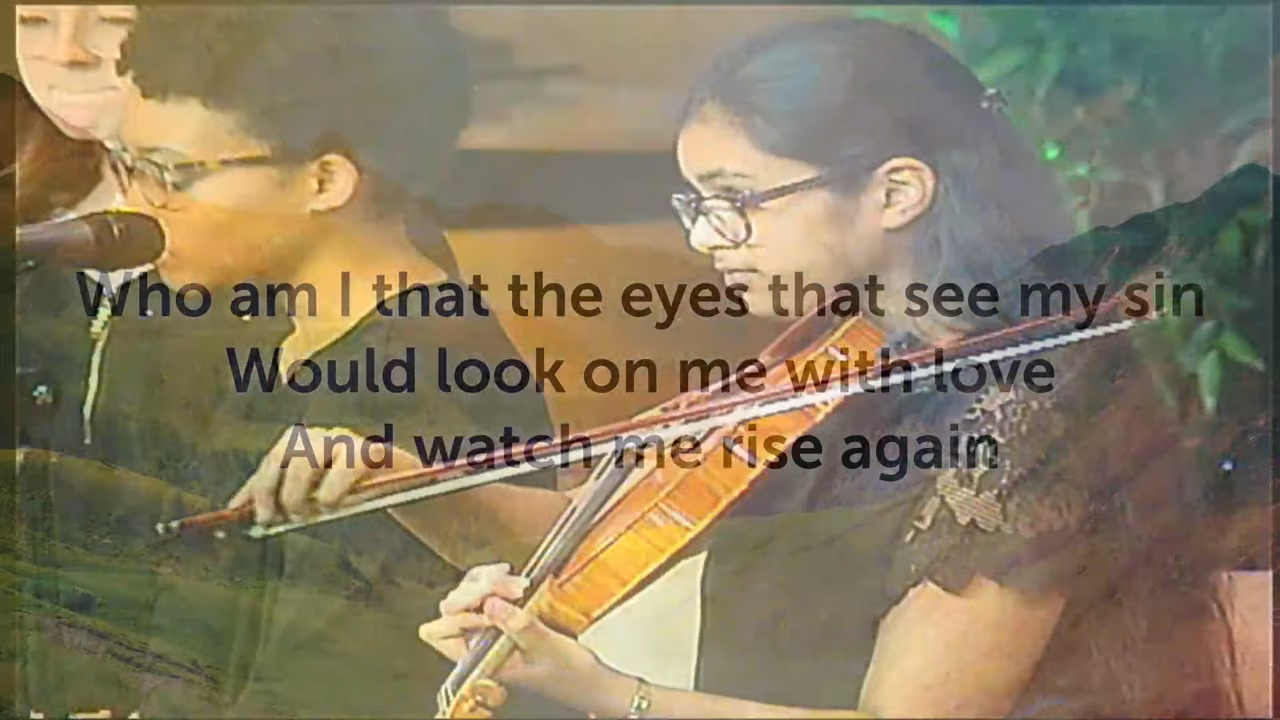 Who am I that the eyes that see my sin
Would look on me with love
And watch me rise again